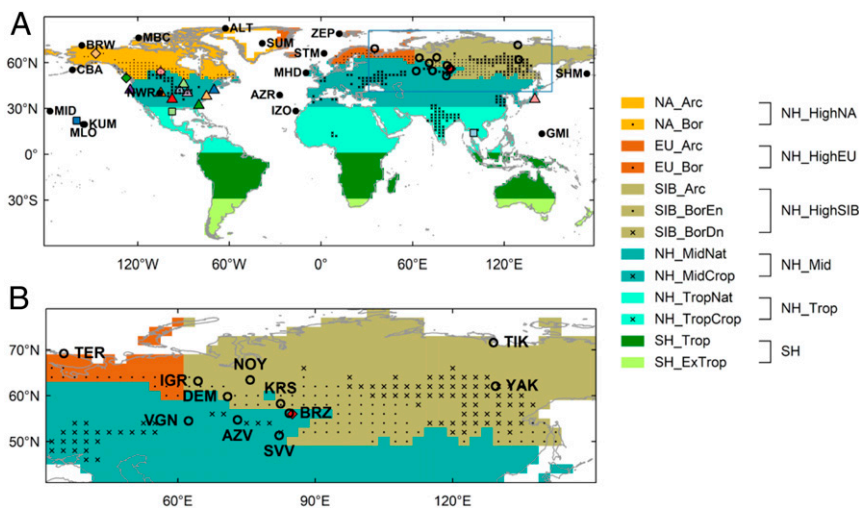 A
ALT
ZEP
MBC
BRW
SUM
STM
CBA
MHD
SHM
NWR
AZR
MID
IZO
KUM
MLO
GMI
60°N
30°N
0°
30°S
120°W
60°W
0°
60°E
120°E
NA_Arc
NA_Bor
NH_HighNA
EU_Arc
EU_Bor
NH_HighEU
SIB_Arc
SIB_BorEn
SIB_BorDn
NH_HighSIB
NH_MidNat
NH_MidCrop
NH_Mid
NH_TropNat
NH_TropCrop
NH_Trop
SH_Trop
SH_ExTrop
SH
B
70°N
60°N
50°N
TER
TIK
NOY
IGR
KRS
YAK
DEM
BRZ
VGN
AZV
SVV
60°E
90°E
120°E